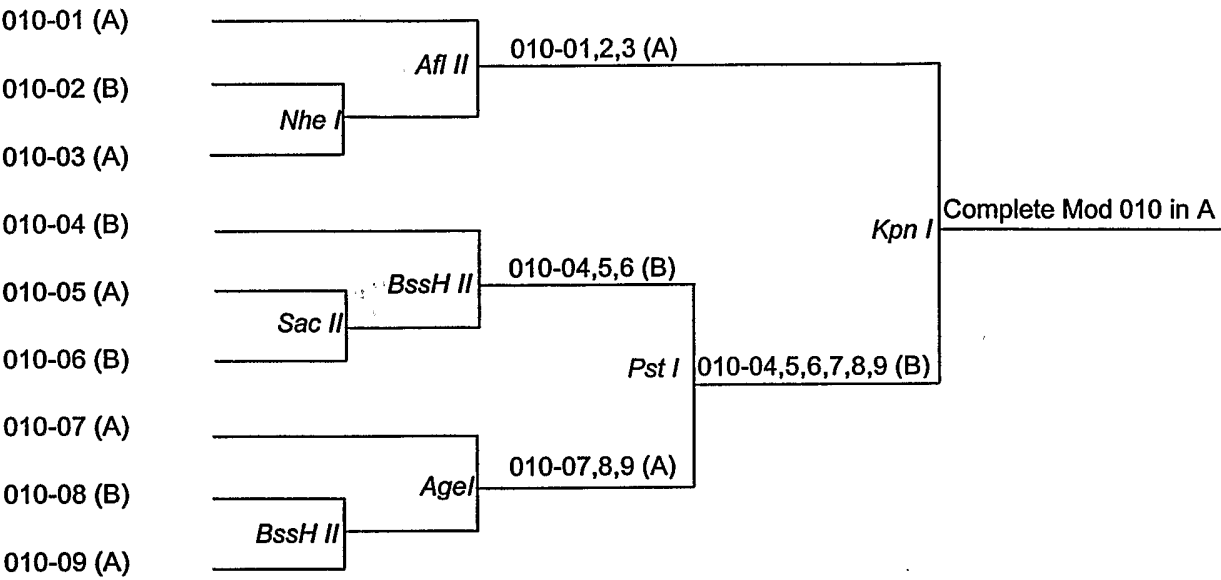 010-01 (A)
Afl II
010-01,2,3 (A)
010-02 (B)
Nhe I
010-03 (A)
Kpn I
Complete Mod 010 in A
010-04 (B)
BssH II
010-04,5,6 (B)
010-05 (A)
Sac II
010-06 (B)
Pst I
010-04,5,6,7,8,9 (B)
010-07 (A)
AgeI
010-07,8,9 (A)
010-08 (B)
BssH II
010-09 (A)